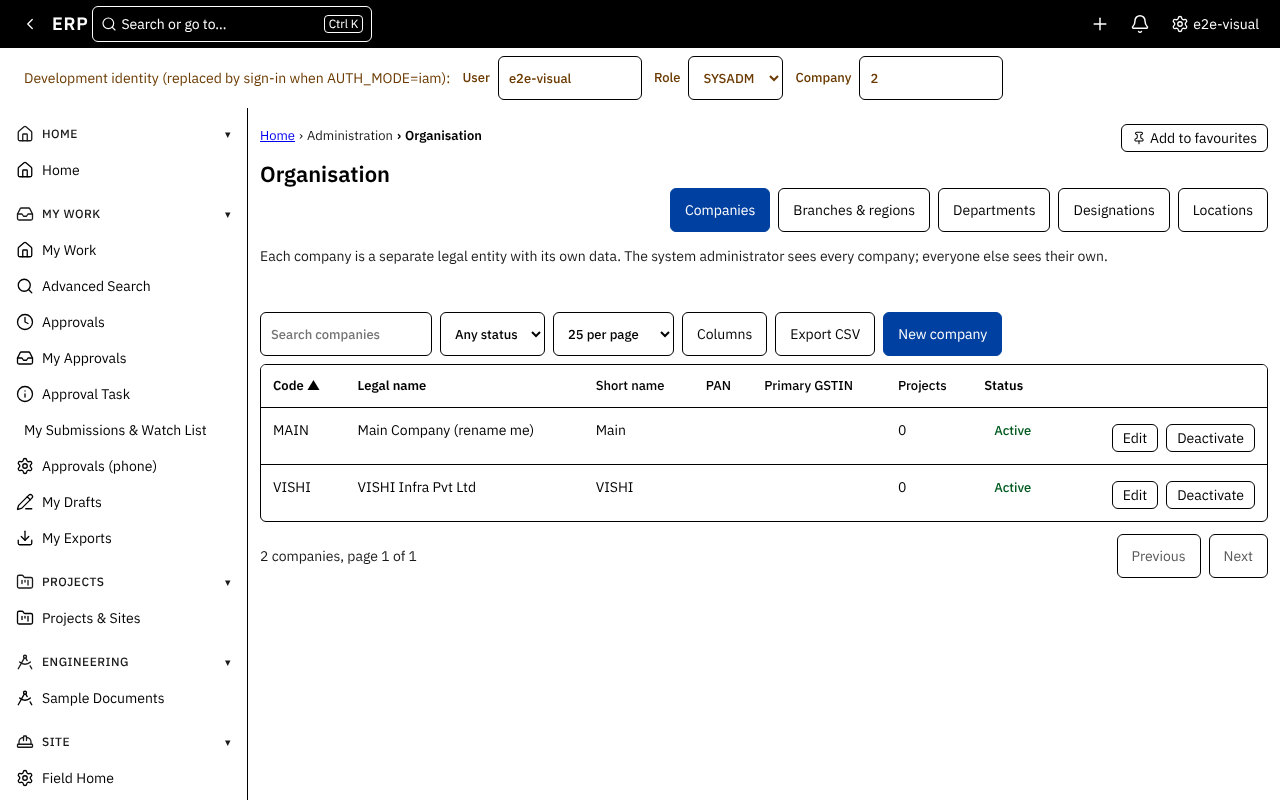 ERP Search or go to... Ctrl K e2e-visual
Development identity (replaced by sign-in when AUTH_MODE=iam): User e2e-visual Role SYSADM Company 2
HOME
Home
MY WORK
My Work
Advanced Search
Approvals
My Approvals
Approval Task
My Submissions & Watch List
Approvals (phone)
My Drafts
My Exports
PROJECTS
Projects & Sites
ENGINEERING
Sample Documents
SITE
Field Home
Home › Administration › Organisation
Add to favourites
Organisation
Companies Branches & regions Departments Designations Locations
Each company is a separate legal entity with its own data. The system administrator sees every company; everyone else sees their own.
Search companies Any status 25 per page Columns Export CSV New company
Code ▲ Legal name Short name PAN Primary GSTIN Projects Status
MAIN Main Company (rename me) Main 0 Active Edit Deactivate
VISHI VISHI Infra Pvt Ltd VISHI 0 Active Edit Deactivate
2 companies, page 1 of 1 Previous Next